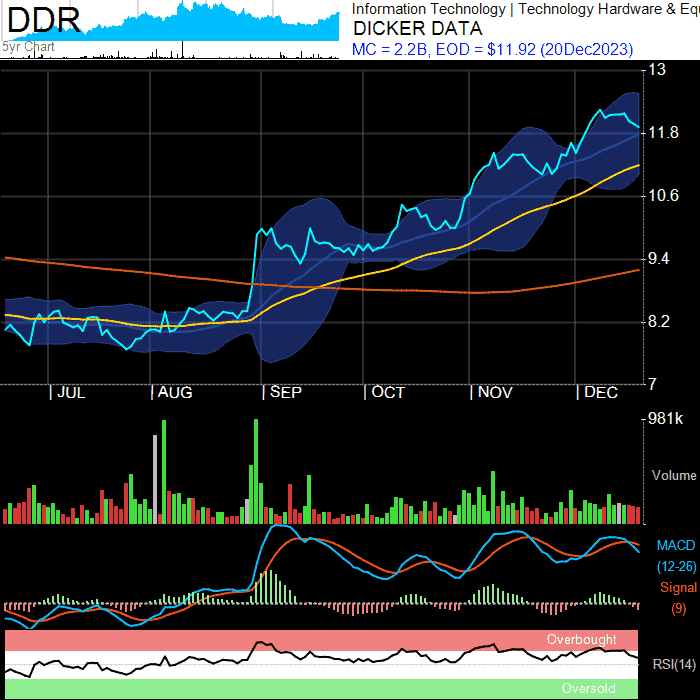 DDR
5yr Chart
Information Technology | Technology Hardware & Equ
DICKER DATA
MC = 2.2B, EOD = $11.92 (20Dec2023)
13
11.8
10.6
9.4
8.2
7
JUL
AUG
SEP
OCT
NOV
DEC
981k
Volume
MACD
(12-26)
Signal
(9)
Overbought
RSI(14)
Oversold